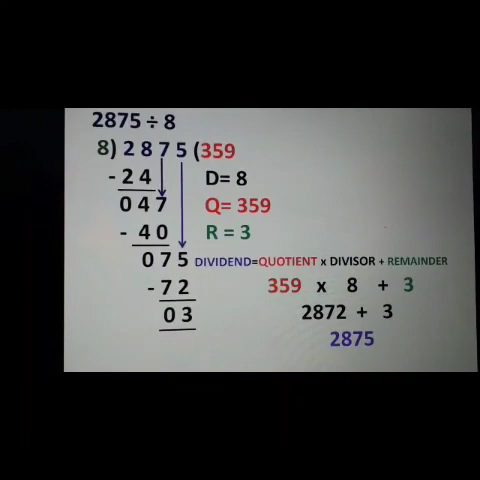 2875 ÷ 8
8) 2 8 7 5 (359
- 2 4
D= 8
0 4 7
Q= 359
- 4 0
R = 3
0 7 5
DIVIDEND=QUOTIENT x DIVISOR + REMAINDER
- 7 2
359 x 8 + 3
0 3
2872 + 3
2875